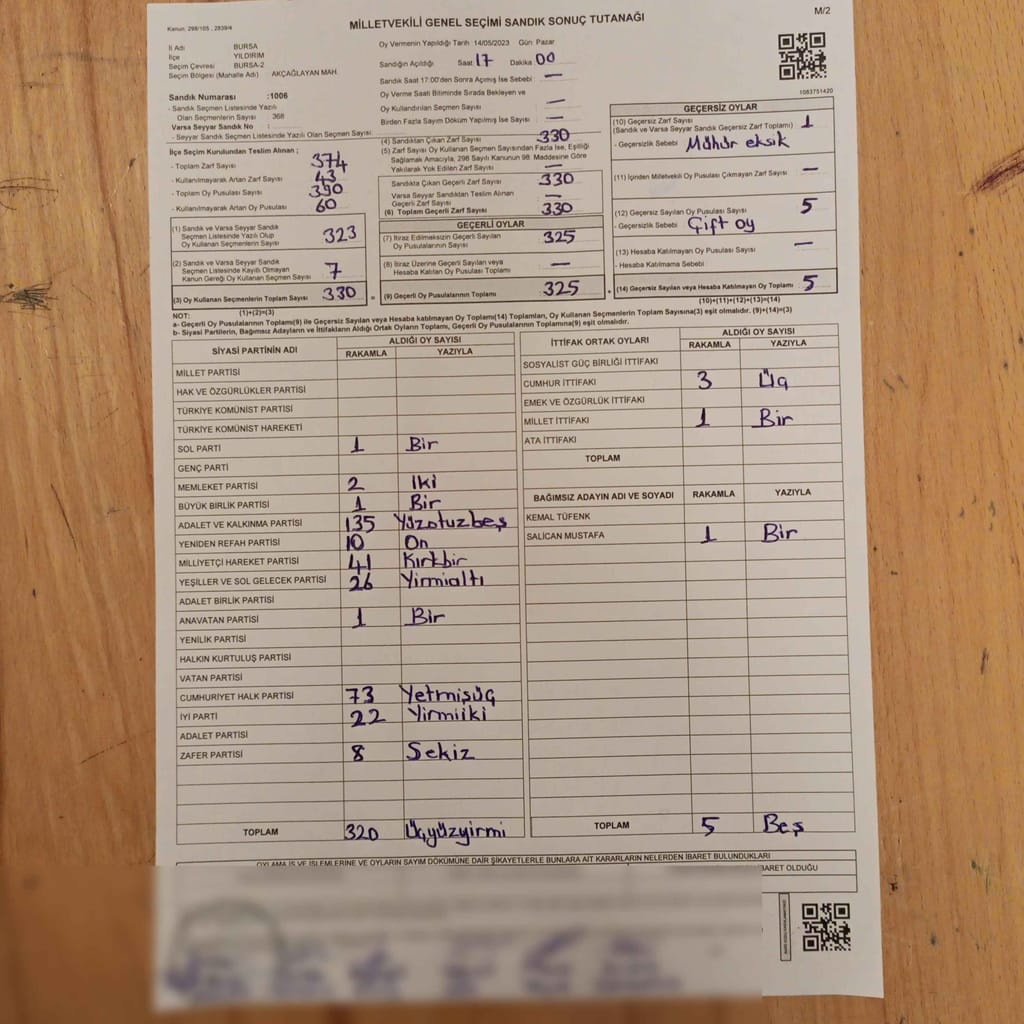 Kanun: 298/105 , 2839/4
MİLLETVEKİLİ GENEL SEÇİMİ SANDIK SONUÇ TUTANAĞI
M/2
İl Adı BURSA
İlçe YILDIRIM
Seçim Çevresi BURSA-2
Seçim Bölgesi (Mahalle Adı) AKÇAĞLAYAN MAH.
Sandık Numarası :1006
- Sandık Seçmen Listesinde Yazılı
Olan Seçmenlerin Sayısı 368
Varsa Seyyar Sandık No :
- Seyyar Sandık Seçmen Listesinde Yazılı Olan Seçmen Sayısı:
İlçe Seçim Kurulundan Teslim Alınan ;
- Toplam Zarf Sayısı 374
- Kullanılmayarak Artan Zarf Sayısı 43
- Toplam Oy Pusulası Sayısı 390
- Kullanılmayarak Artan Oy Pusulası 60
(1) Sandık ve Varsa Seyyar Sandık
Seçmen Listesinde Yazılı Olup
Oy Kullanan Seçmenlerin Sayısı 323
(2) Sandık ve Varsa Seyyar Sandık
Seçmen Listesinde Kayıtlı Olmayan
Kanun Gereği Oy Kullanan Seçmen Sayısı 7
(3) Oy Kullanan Seçmenlerin Toplam Sayısı 330
(1)+(2)=(3)
Oy Vermenin Yapıldığı Tarih 14/05/2023 Gün Pazar
Sandığın Açıldığı Saat 17 Dakika 00
Sandık Saat 17:00'den Sonra Açılmış İse Sebebi —
Oy Verme Saati Bitiminde Sırada Bekleyen ve
Oy Kullandırılan Seçmen Sayısı —
Birden Fazla Sayım Döküm Yapılmış İse Sayısı —
(4) Sandıktan Çıkan Zarf Sayısı 330
(5) Zarf Sayısı Oy Kullanan Seçmen Sayısından Fazla İse, Eşitliği
Sağlamak Amacıyla, 298 Sayılı Kanunun 98. Maddesine Göre
Yakılarak Yok Edilen Zarf Sayısı —
Sandıkta Çıkan Geçerli Zarf Sayısı 330
Varsa Seyyar Sandıktan Teslim Alınan
Geçerli Zarf Sayısı —
(6) Toplam Geçerli Zarf Sayısı 330
GEÇERLİ OYLAR
(7) İtiraz Edilmeksizin Geçerli Sayılan
Oy Pusulalarının Sayısı 325
(8) İtiraz Üzerine Geçerli Sayılan veya
Hesaba Katılan Oy Pusulası Toplamı —
= (9) Geçerli Oy Pusulalarının Toplamı 325
1083751420
GEÇERSİZ OYLAR
(10) Geçersiz Zarf Sayısı
(Sandık ve Varsa Seyyar Sandık Geçersiz Zarf Toplamı) 1
- Geçersizlik Sebebi Mühür eksik
(11) İçinden Milletvekili Oy Pusulası Çıkmayan Zarf Sayısı —
(12) Geçersiz Sayılan Oy Pusulası Sayısı 5
- Geçersizlik Sebebi Çift oy
(13) Hesaba Katılmayan Oy Pusulası Sayısı —
- Hesaba Katılmama Sebebi
+ (14) Geçersiz Sayılan veya Hesaba Katılmayan Oy Toplamı 5
(10)+(11)+(12)+(13)=(14)
NOT:
a- Geçerli Oy Pusulaları Toplamı(9) ile Geçersiz Sayılan veya Hesaba katılmayan Oy Toplamı(14) Toplamları, Oy Kullanan Seçmenlerin Toplam Sayısına(3) eşit olmalıdır. (9)+(14)=(3)
b- Siyasi Partilerin, Bağımsız Adayların ve İttifakların Aldığı Ortak Oyların Toplamı, Geçerli Oy Pusulalarının Toplamına(9) eşit olmalıdır.
SİYASİ PARTİNİN ADI ALDIĞI OY SAYISI
RAKAMLA YAZIYLA
MİLLET PARTİSİ
HAK VE ÖZGÜRLÜKLER PARTİSİ
TÜRKİYE KOMÜNİST PARTİSİ
TÜRKİYE KOMÜNİST HAREKETİ
SOL PARTİ 1 Bir
GENÇ PARTİ
MEMLEKET PARTİSİ 2 Iki
BÜYÜK BİRLİK PARTİSİ 1 Bir
ADALET VE KALKINMA PARTİSİ 135 Yüzotuzbeş
YENİDEN REFAH PARTİSİ 10 On
MİLLİYETÇİ HAREKET PARTİSİ 41 Kırkbir
YEŞİLLER VE SOL GELECEK PARTİSİ 26 Yirmialtı
ADALET BİRLİK PARTİSİ
ANAVATAN PARTİSİ 1 Bir
YENİLİK PARTİSİ
HALKIN KURTULUŞ PARTİSİ
VATAN PARTİSİ
CUMHURİYET HALK PARTİSİ 73 Yetmişüç
İYİ PARTİ 22 Yirmiiki
ADALET PARTİSİ
ZAFER PARTİSİ 8 Sekiz
TOPLAM 320 Üçyüzyirmi
İTTİFAK ORTAK OYLARI ALDIĞI OY SAYISI
RAKAMLA YAZIYLA
SOSYALİST GÜÇ BİRLİĞİ İTTİFAKI
CUMHUR İTTİFAKI 3 Üç
EMEK VE ÖZGÜRLÜK İTTİFAKI
MİLLET İTTİFAKI 1 Bir
ATA İTTİFAKI
TOPLAM
BAĞIMSIZ ADAYIN ADI VE SOYADI RAKAMLA YAZIYLA
KEMAL TÜFENK
SALİCAN MUSTAFA 1 Bir
TOPLAM 5 Beş
OYLAMA İŞ VE İŞLEMLERİNE VE OYLARIN SAYIM DÖKÜMÜNE DAİR ŞİKAYETLERLE BUNLARA AİT KARARLARIN NELERDEN İBARET BULUNDUKLARI
İBARET OLDUĞU